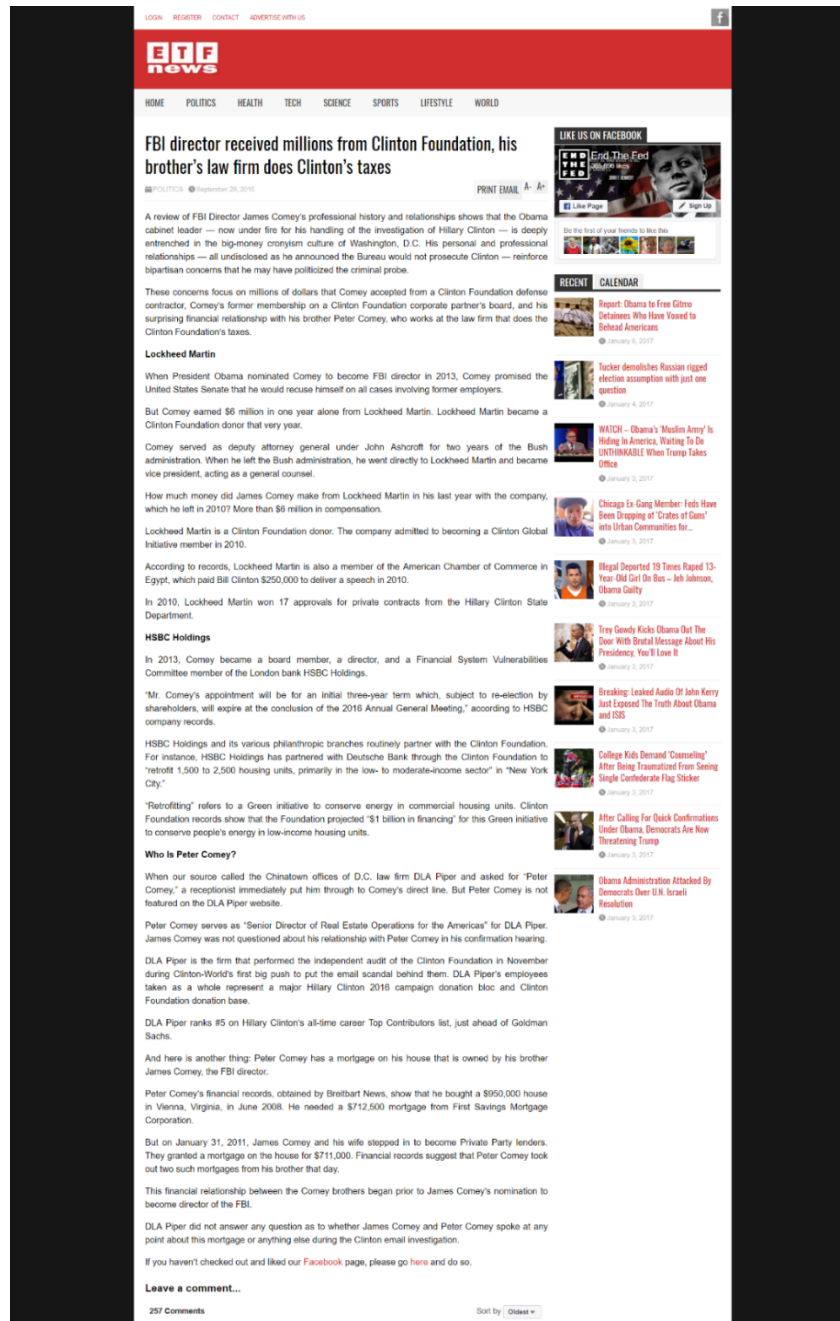 LOGIN REGISTER CONTACT ADVERTISE WITH US
f
ETF
news
HOME POLITICS HEALTH TECH SCIENCE SPORTS LIFESTYLE WORLD
FBI director received millions from Clinton Foundation, his
brother's law firm does Clinton's taxes
POLITICS September 28, 2016
PRINT EMAIL A- A+
A review of FBI Director James Comey's professional history and relationships shows that the Obama
cabinet leader — now under fire for his handling of the investigation of Hillary Clinton — is deeply
entrenched in the big-money cronyism culture of Washington, D.C. His personal and professional
relationships — all undisclosed as he announced the Bureau would not prosecute Clinton — reinforce
bipartisan concerns that he may have politicized the criminal probe.
These concerns focus on millions of dollars that Comey accepted from a Clinton Foundation defense
contractor, Comey's former membership on a Clinton Foundation corporate partner's board, and his
surprising financial relationship with his brother Peter Comey, who works at the law firm that does the
Clinton Foundation's taxes.
Lockheed Martin
When President Obama nominated Comey to become FBI director in 2013, Comey promised the
United States Senate that he would recuse himself on all cases involving former employers.
But Comey earned $6 million in one year alone from Lockheed Martin. Lockheed Martin became a
Clinton Foundation donor that very year.
Comey served as deputy attorney general under John Ashcroft for two years of the Bush
administration. When he left the Bush administration, he went directly to Lockheed Martin and became
vice president, acting as a general counsel.
How much money did James Comey make from Lockheed Martin in his last year with the company,
which he left in 2010? More than $6 million in compensation.
Lockheed Martin is a Clinton Foundation donor. The company admitted to becoming a Clinton Global
Initiative member in 2010.
According to records, Lockheed Martin is also a member of the American Chamber of Commerce in
Egypt, which paid Bill Clinton $250,000 to deliver a speech in 2010.
In 2010, Lockheed Martin won 17 approvals for private contracts from the Hillary Clinton State
Department.
HSBC Holdings
In 2013, Comey became a board member, a director, and a Financial System Vulnerabilities
Committee member of the London bank HSBC Holdings.
"Mr. Comey's appointment will be for an initial three-year term which, subject to re-election by
shareholders, will expire at the conclusion of the 2016 Annual General Meeting," according to HSBC
company records.
HSBC Holdings and its various philanthropic branches routinely partner with the Clinton Foundation.
For instance, HSBC Holdings has partnered with Deutsche Bank through the Clinton Foundation to
"retrofit 1,500 to 2,500 housing units, primarily in the low- to moderate-income sector" in "New York
City."
"Retrofitting" refers to a Green initiative to conserve energy in commercial housing units. Clinton
Foundation records show that the Foundation projected "$1 billion in financing" for this Green initiative
to conserve people's energy in low-income housing units.
Who Is Peter Comey?
When our source called the Chinatown offices of D.C. law firm DLA Piper and asked for "Peter
Comey," a receptionist immediately put him through to Comey's direct line. But Peter Comey is not
featured on the DLA Piper website.
Peter Comey serves as "Senior Director of Real Estate Operations for the Americas" for DLA Piper.
James Comey was not questioned about his relationship with Peter Comey in his confirmation hearing.
DLA Piper is the firm that performed the independent audit of the Clinton Foundation in November
during Clinton-World's first big push to put the email scandal behind them. DLA Piper's employees
taken as a whole represent a major Hillary Clinton 2016 campaign donation bloc and Clinton
Foundation donation base.
DLA Piper ranks #5 on Hillary Clinton's all-time career Top Contributors list, just ahead of Goldman
Sachs.
And here is another thing: Peter Comey has a mortgage on his house that is owned by his brother
James Comey, the FBI director.
Peter Comey's financial records, obtained by Breitbart News, show that he bought a $950,000 house
in Vienna, Virginia, in June 2008. He needed a $712,500 mortgage from First Savings Mortgage
Corporation.
But on January 31, 2011, James Comey and his wife stepped in to become Private Party lenders.
They granted a mortgage on the house for $711,000. Financial records suggest that Peter Comey took
out two such mortgages from his brother that day.
This financial relationship between the Comey brothers began prior to James Comey's nomination to
become director of the FBI.
DLA Piper did not answer any question as to whether James Comey and Peter Comey spoke at any
point about this mortgage or anything else during the Clinton email investigation.
If you haven't checked out and liked our Facebook page, please go here and do so.
Leave a comment...
257 Comments
Sort by Oldest
LIKE US ON FACEBOOK
END
THE
FED
End The Fed
likes
Like Page
Sign Up
Be the first of your friends to like this
RECENT CALENDAR
Report: Obama to Free Gitmo
Detainees Who Have Vowed to
Behead Americans
January 5, 2017
Tucker demolishes Russian rigged
election assumption with just one
question
January 4, 2017
WATCH – Obama's 'Muslim Army' Is
Hiding In America, Waiting To Do
UNTHINKABLE When Trump Takes
Office
January 3, 2017
Chicago Ex-Gang Member: Feds Have
Been Dropping of 'Crates of Guns'
into Urban Communities for...
January 3, 2017
Illegal Deported 19 Times Raped 13-
Year-Old Girl On Bus – Jeh Johnson,
Obama Guilty
January 3, 2017
Trey Gowdy Kicks Obama Out The
Door With Brutal Message About His
Presidency, You'll Love It
January 3, 2017
Breaking: Leaked Audio Of John Kerry
Just Exposed The Truth About Obama
and ISIS
January 3, 2017
College Kids Demand 'Counseling'
After Being Traumatized From Seeing
Single Confederate Flag Sticker
January 3, 2017
After Calling For Quick Confirmations
Under Obama, Democrats Are Now
Threatening Trump
January 3, 2017
Obama Administration Attacked By
Democrats Over U.N. Israeli
Resolution
January 3, 2017